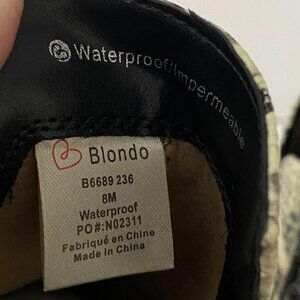 Waterproof/Impermeable
Blondo
B6689 236
8M
Waterproof
PO#:N02311
Fabriqué en Chine
Made in China